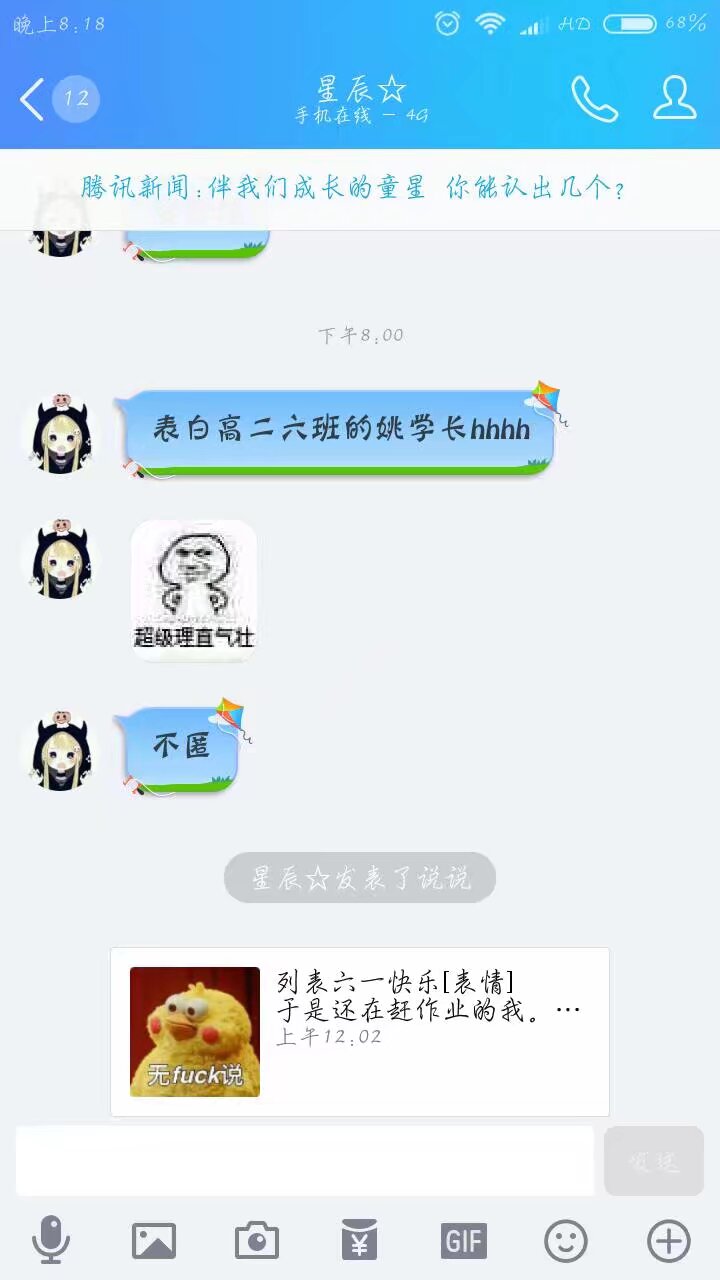 晚上8:18
HD
68%
12
星辰☆
手机在线 - 4G
腾讯新闻:伴我们成长的童星 你能认出几个?
下午8:00
表白高二六班的姚学长hhhh
超级理直气壮
不匿
星辰☆发表了说说
列表六一快乐[表情]
于是还在赶作业的我。…
上午12:02
无fuck说
发送
¥
GIF